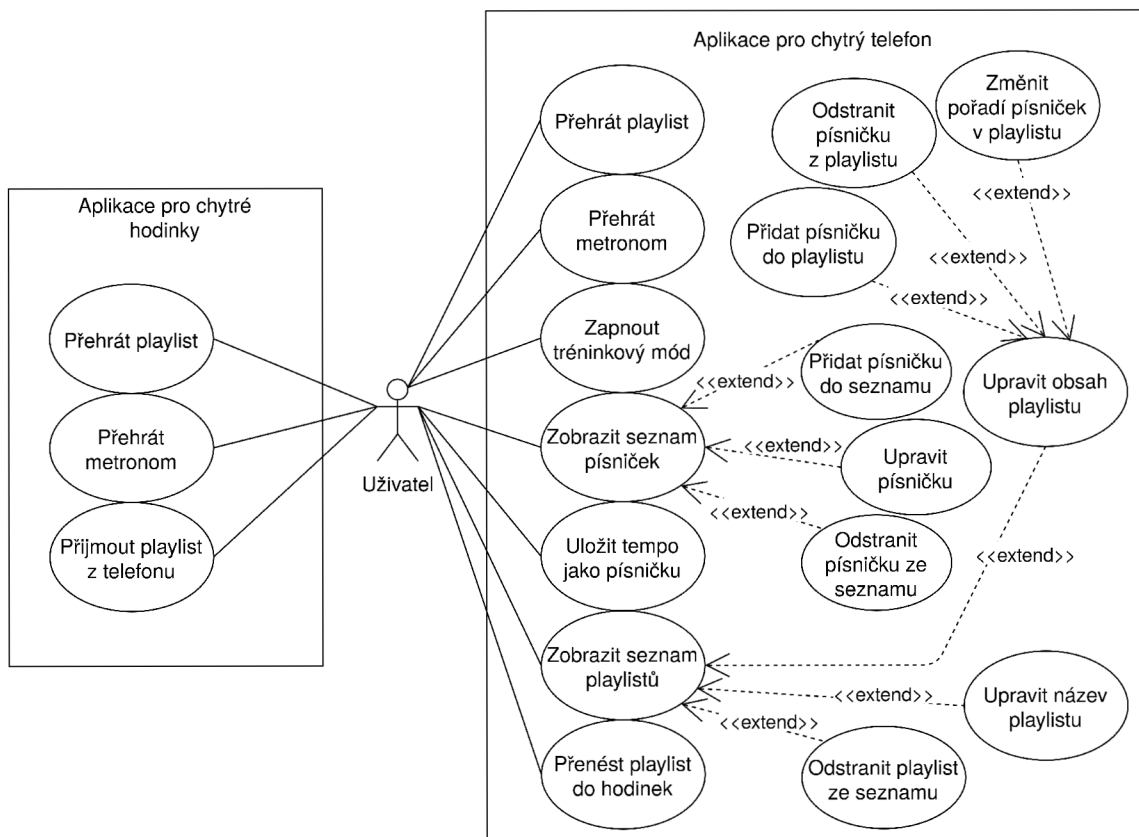 Aplikace pro chytré
hodinky
Přehrát playlist
Přehrát
metronom
Přijmout playlist
z telefonu
Uživatel
Aplikace pro chytrý telefon
Přehrát playlist
Přehrát
metronom
Zapnout
tréninkový mód
Zobrazit seznam
písniček
Uložit tempo
jako písničku
Zobrazit seznam
playlistů
Přenést playlist
do hodinek
Odstranit
písničku
z playlistu
Změnit
pořadí písniček
v playlistu
Přidat písničku
do playlistu
<<extend>>
<<extend>>
<<extend>>
Upravit obsah
playlistu
Přidat písničku
do seznamu
<<extend>>
Upravit
písničku
<<extend>>
Odstranit
písničku ze
seznamu
<<extend>>
<<extend>>
Upravit název
playlistu
<<extend>>
Odstranit playlist
ze seznamu
<<extend>>